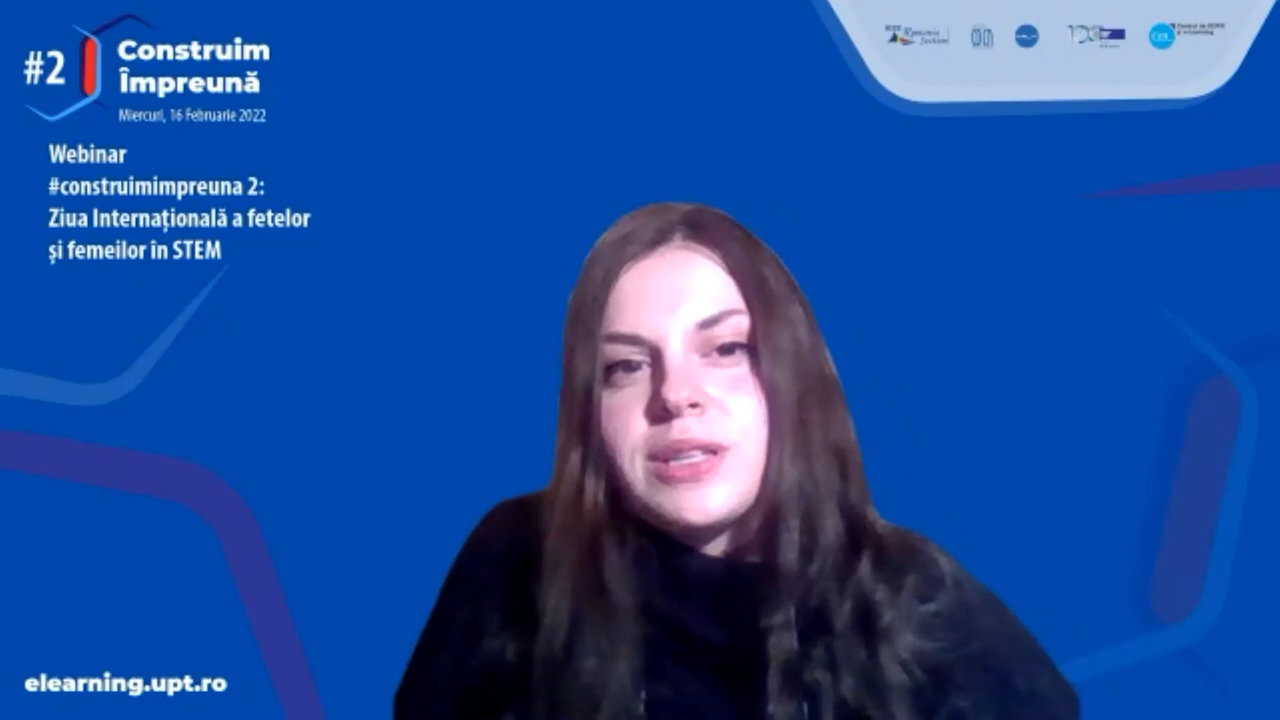 #2
Construim
Împreună
Miercuri, 16 Februarie 2022
Webinar
#construimimpreuna 2:
Ziua Internațională a fetelor
și femeilor în STEM
elearning.upt.ro